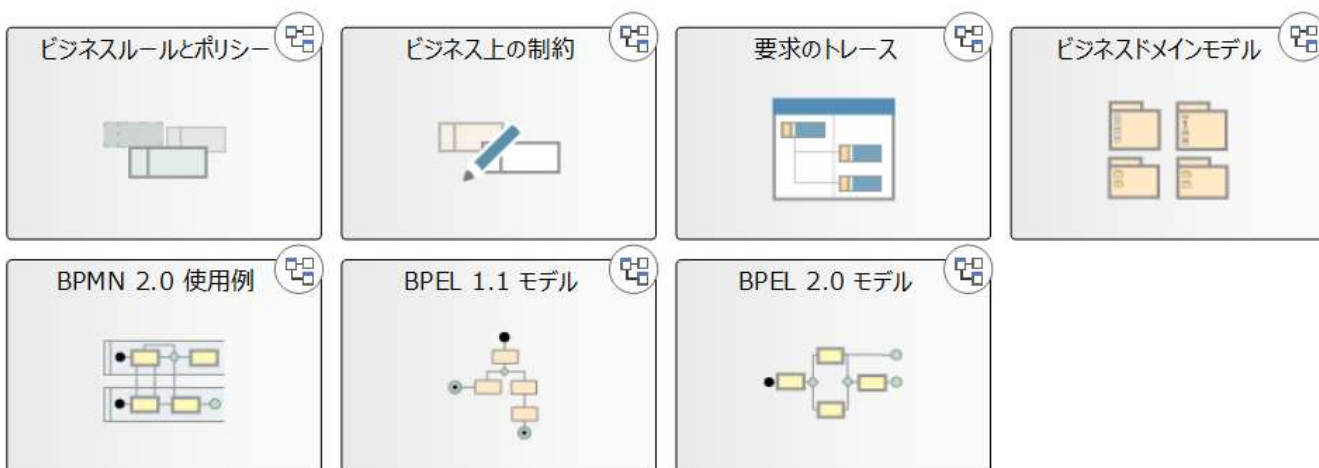 ビジネスルールとポリシー
ビジネス上の制約
要求のトレース
ビジネスドメインモデル
BPMN 2.0 使用例
BPEL 1.1 モデル
BPEL 2.0 モデル